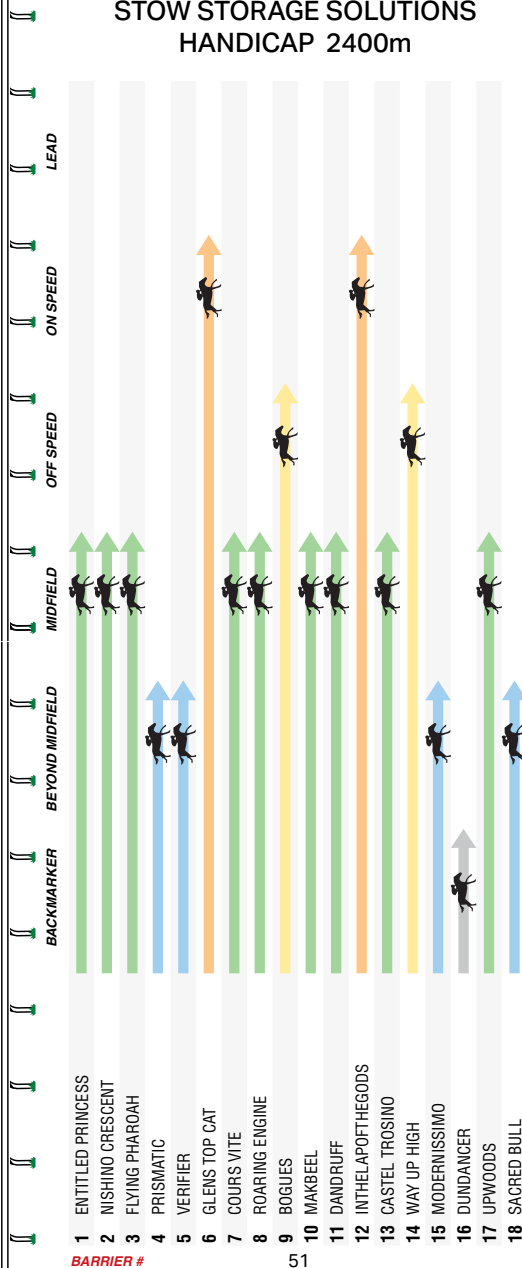 STOW STORAGE SOLUTIONS
HANDICAP 2400m
LEAD
ON SPEED
OFF SPEED
MIDFIELD
BEYOND MIDFIELD
BACKMARKER
1 ENTITLED PRINCESS
2 NISHINO CRESCENT
3 FLYING PHAROAH
4 PRISMATIC
5 VERIFIER
6 GLENS TOP CAT
7 COURS VITE
8 ROARING ENGINE
9 BOGUES
10 MAKBEEL
11 DANDRUFF
12 INTHELAPOFTHEGODS
13 CASTEL TROSINO
14 WAY UP HIGH
15 MODERNISSIMO
16 DUNDANCER
17 UPWOODS
18 SACRED BULL
BARRIER #
51